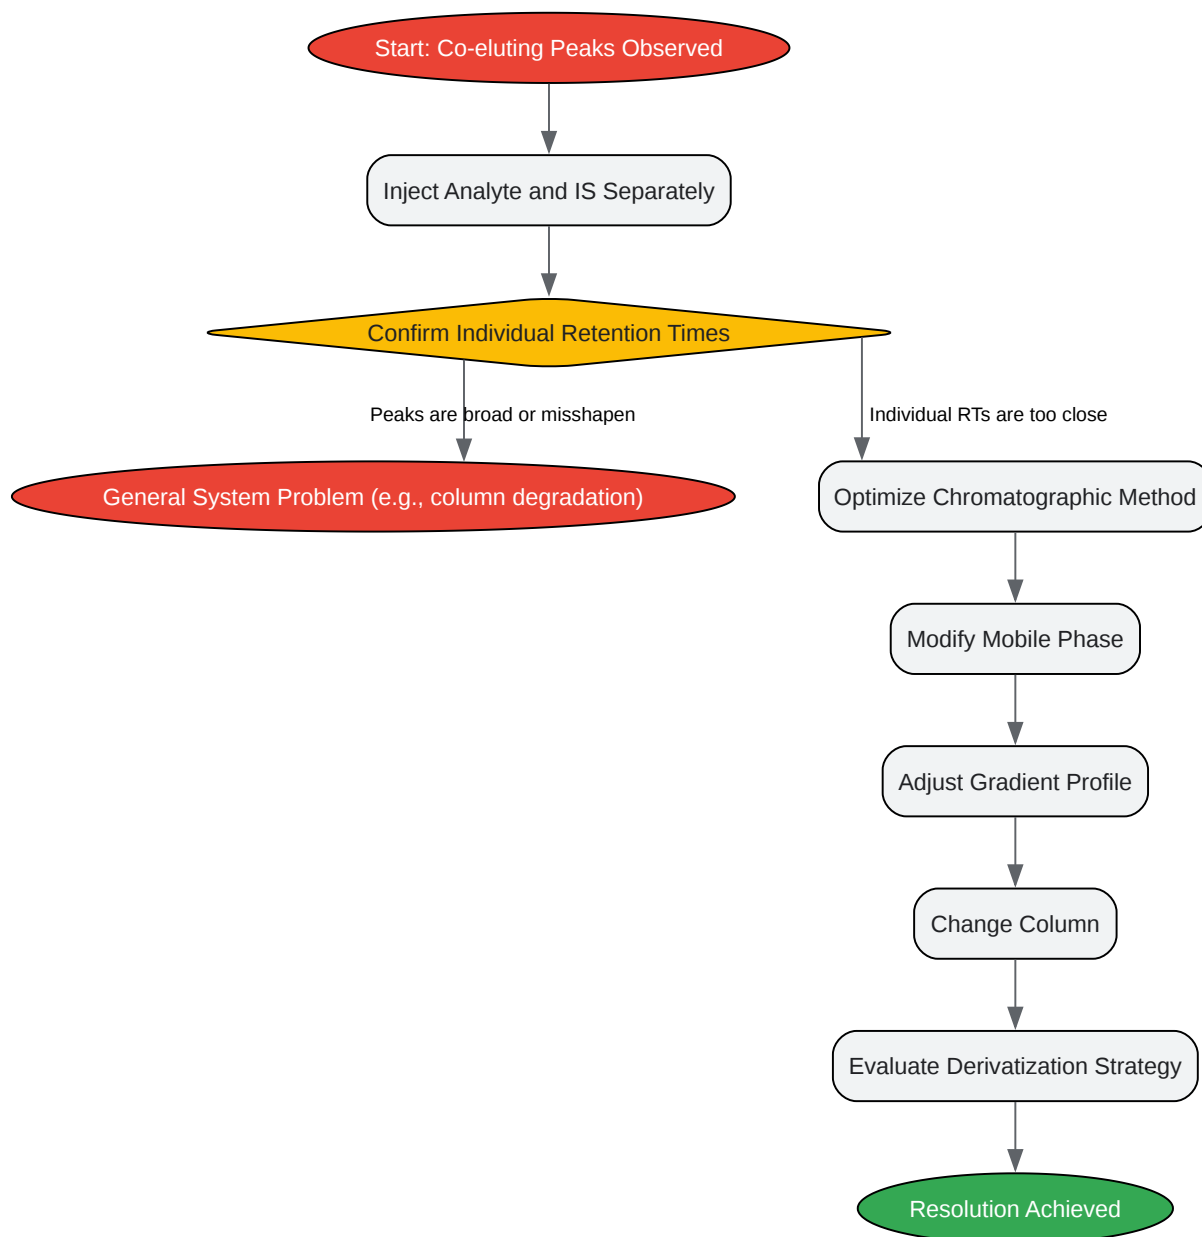 Start: Co-eluting Peaks Observed
Inject Analyte and IS Separately
Confirm Individual Retention Times
Peaks are broad or misshapen
Individual RTs are too close
General System Problem (e.g., column degradation)
Optimize Chromatographic Method
Modify Mobile Phase
Adjust Gradient Profile
Change Column
Evaluate Derivatization Strategy
Resolution Achieved